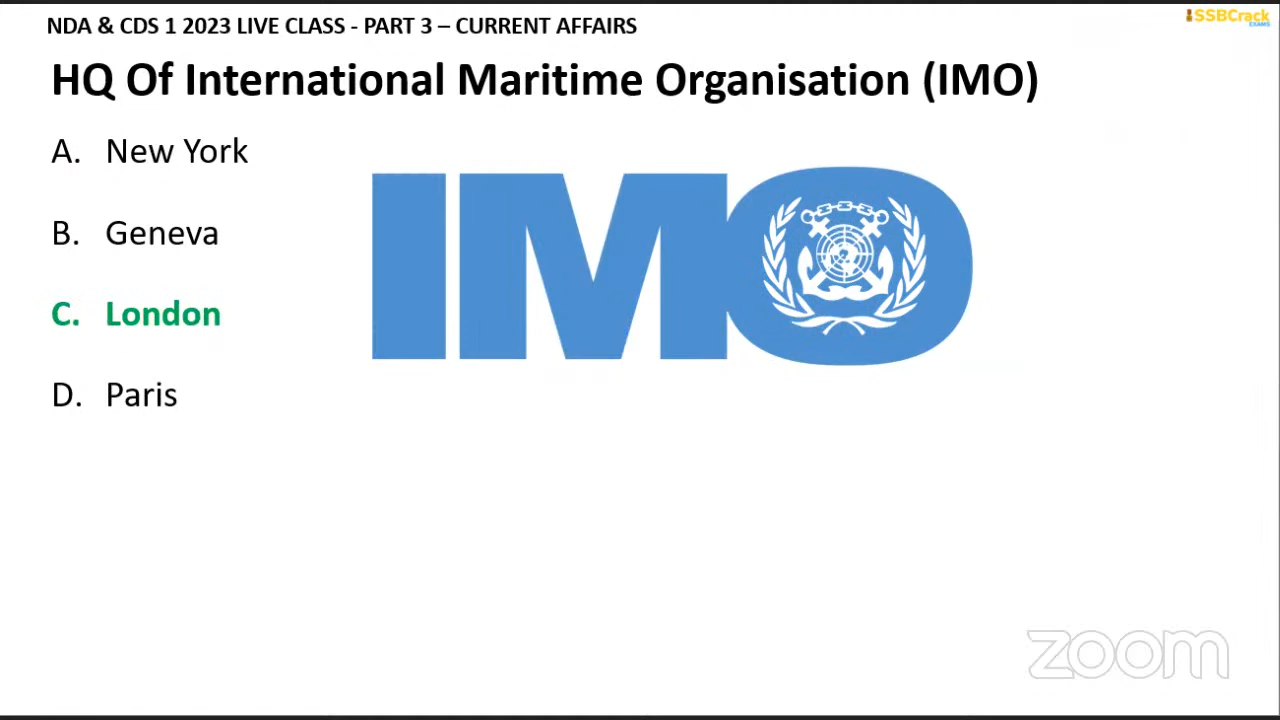 NDA & CDS 1 2023 LIVE CLASS - PART 3 – CURRENT AFFAIRS
SSBCrack
EXAMS
HQ Of International Maritime Organisation (IMO)
A. New York
B. Geneva
C. London
D. Paris
IMO
zoom